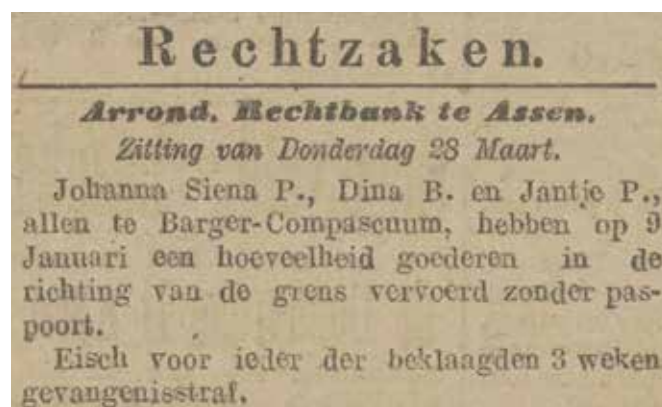 Rechtzaken.
Arrond. Rechtbank te Assen.
Zitting van Donderdag 28 Maart.
Johanna Siena P., Dina B. en Jantje P.,
allen te Barger-Compascuum, hebben op 9
Januari een hoeveelheid goederen in de
richting van de grens vervoerd zonder pas-
poort.
Eisch voor ieder der beklaagden 3 weken
gevangenisstraf.